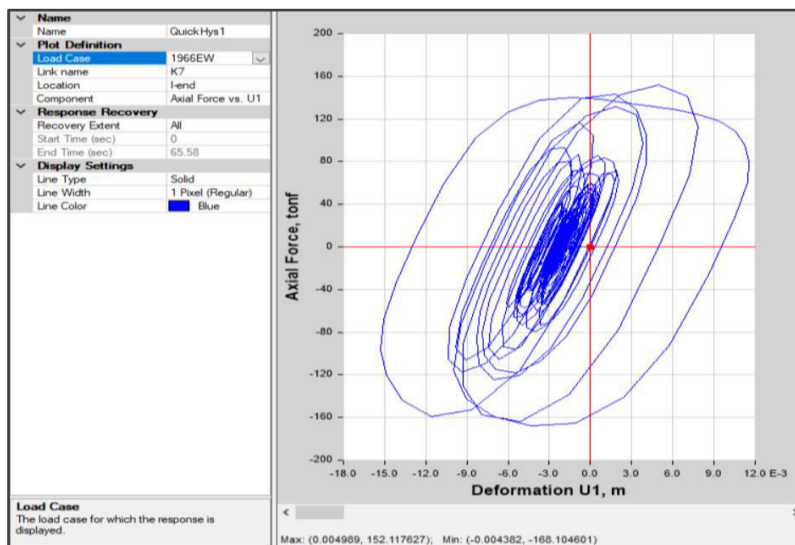 Name
Name QuickHys1
Plot Definition
Load Case 1966EW
Link name K7
Location I-end
Component Axial Force vs. U1
Response Recovery
Recovery Extent All
Start Time (sec) 0
End Time (sec) 65.58
Display Settings
Line Type Solid
Line Width 1 Pixel (Regular)
Line Color Blue
Load Case
The load case for which the response is
displayed.
Axial Force, tonf
200
160
120
80
40
0
-40
-80
-120
-160
-200
-18.0 -15.0 -12.0 -9.0 -6.0 -3.0 0.0 3.0 6.0 9.0 12.0 E-3
Deformation U1, m
Max: (0.004989, 152.117627); Min: (-0.004382, -168.104601)